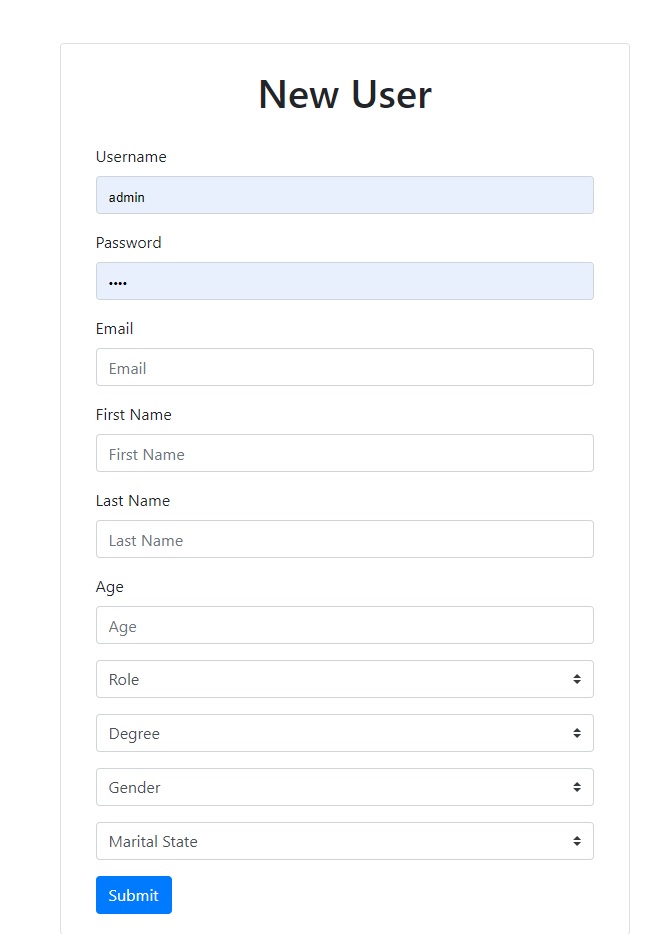 New User
Username
admin
Password
••••
Email
Email
First Name
First Name
Last Name
Last Name
Age
Age
Role
Degree
Gender
Marital State
Submit